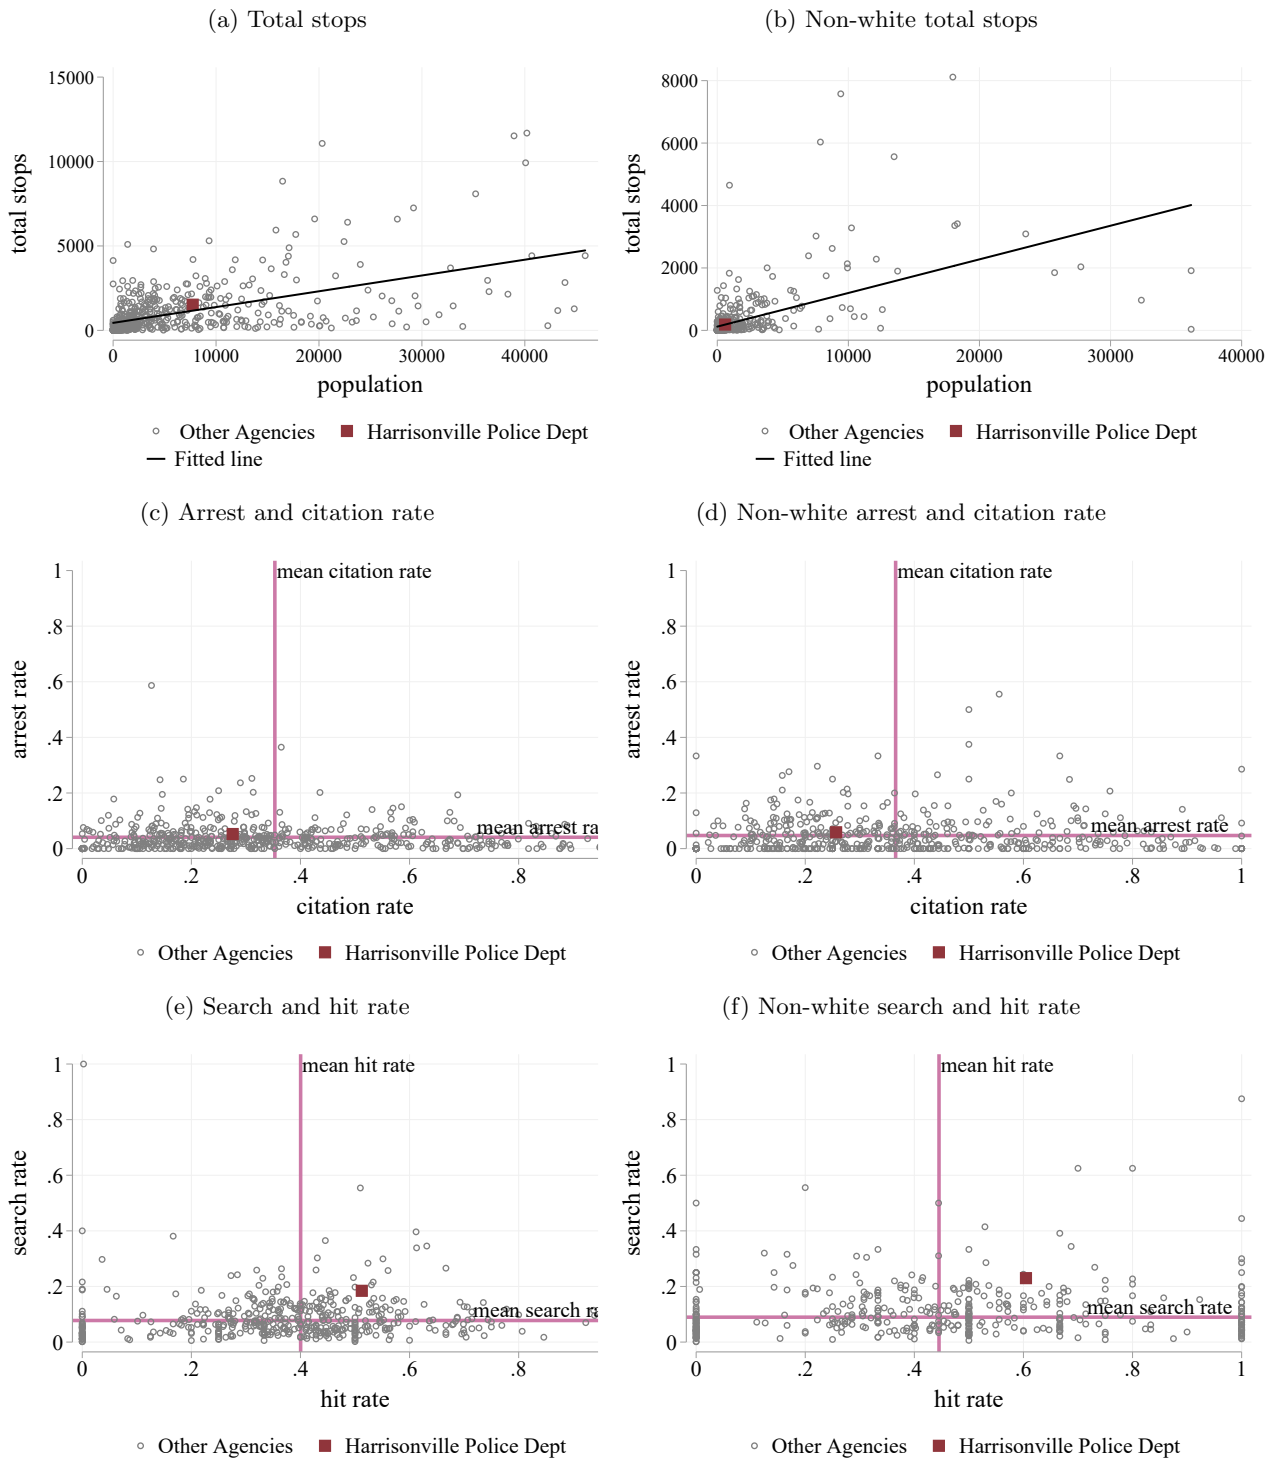 (a) Total stops
(b) Non-white total stops
15000
10000
5000
0
total stops
0 10000 20000 30000 40000
population
Other Agencies Harrisonville Police Dept
Fitted line
8000
6000
4000
2000
0
total stops
0 10000 20000 30000 40000
population
Other Agencies Harrisonville Police Dept
Fitted line
(c) Arrest and citation rate
(d) Non-white arrest and citation rate
1
.8
.6
.4
.2
0
arrest rate
mean citation rate
mean arrest ra
0 .2 .4 .6 .8
citation rate
Other Agencies Harrisonville Police Dept
1
.8
.6
.4
.2
0
arrest rate
mean citation rate
mean arrest rate
0 .2 .4 .6 .8 1
citation rate
Other Agencies Harrisonville Police Dept
(e) Search and hit rate
(f) Non-white search and hit rate
1
.8
.6
.4
.2
0
search rate
mean hit rate
mean search ra
0 .2 .4 .6 .8
hit rate
Other Agencies Harrisonville Police Dept
1
.8
.6
.4
.2
0
search rate
mean hit rate
mean search rate
0 .2 .4 .6 .8 1
hit rate
Other Agencies Harrisonville Police Dept